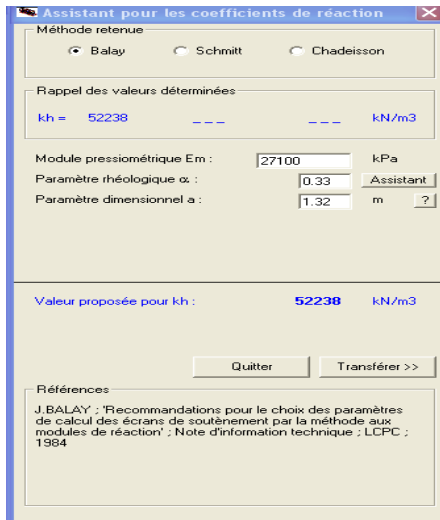 Assistant pour les coefficients de réaction
Méthode retenue
Balay Schmitt Chadeisson
Rappel des valeurs déterminées
kh = 52238 _ _ _ _ _ _ kN/m3
Module pressiométrique Em : 27100 kPa
Paramètre rhéologique α : 0.33 Assistant
Paramètre dimensionnel a : 1.32 m ?
Valeur proposée pour kh : 52238 kN/m3
Quitter Transférer >>
Références
J.BALAY ; 'Recommandations pour le choix des paramètres
de calcul des écrans de soutènement par la méthode aux
modules de réaction' ; Note d'information technique ; LCPC ;
1984